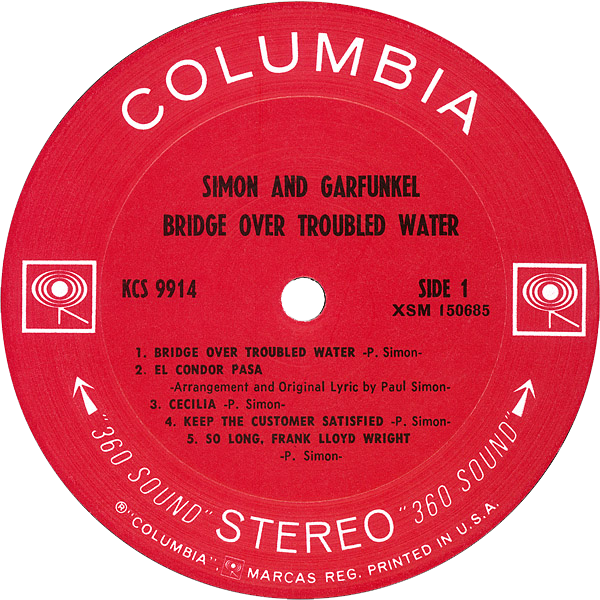 COLUMBIA
SIMON AND GARFUNKEL
BRIDGE OVER TROUBLED WATER
KCS 9914
SIDE 1
XSM 150685
1. BRIDGE OVER TROUBLED WATER -P. Simon-
2. EL CONDOR PASA
-Arrangement and Original Lyric by Paul Simon-
3. CECILIA -P. Simon-
4. KEEP THE CUSTOMER SATISFIED -P. Simon-
5. SO LONG, FRANK LLOYD WRIGHT
-P. Simon-
"360 SOUND" STEREO "360 SOUND"
® "COLUMBIA", MARCAS REG. PRINTED IN U.S.A.